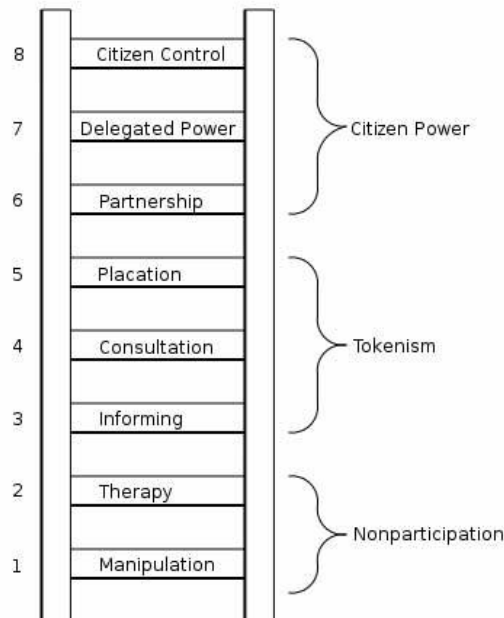 8 Citizen Control
7 Delegated Power
Citizen Power
6 Partnership
5 Placation
4 Consultation
Tokenism
3 Informing
2 Therapy
Nonparticipation
1 Manipulation